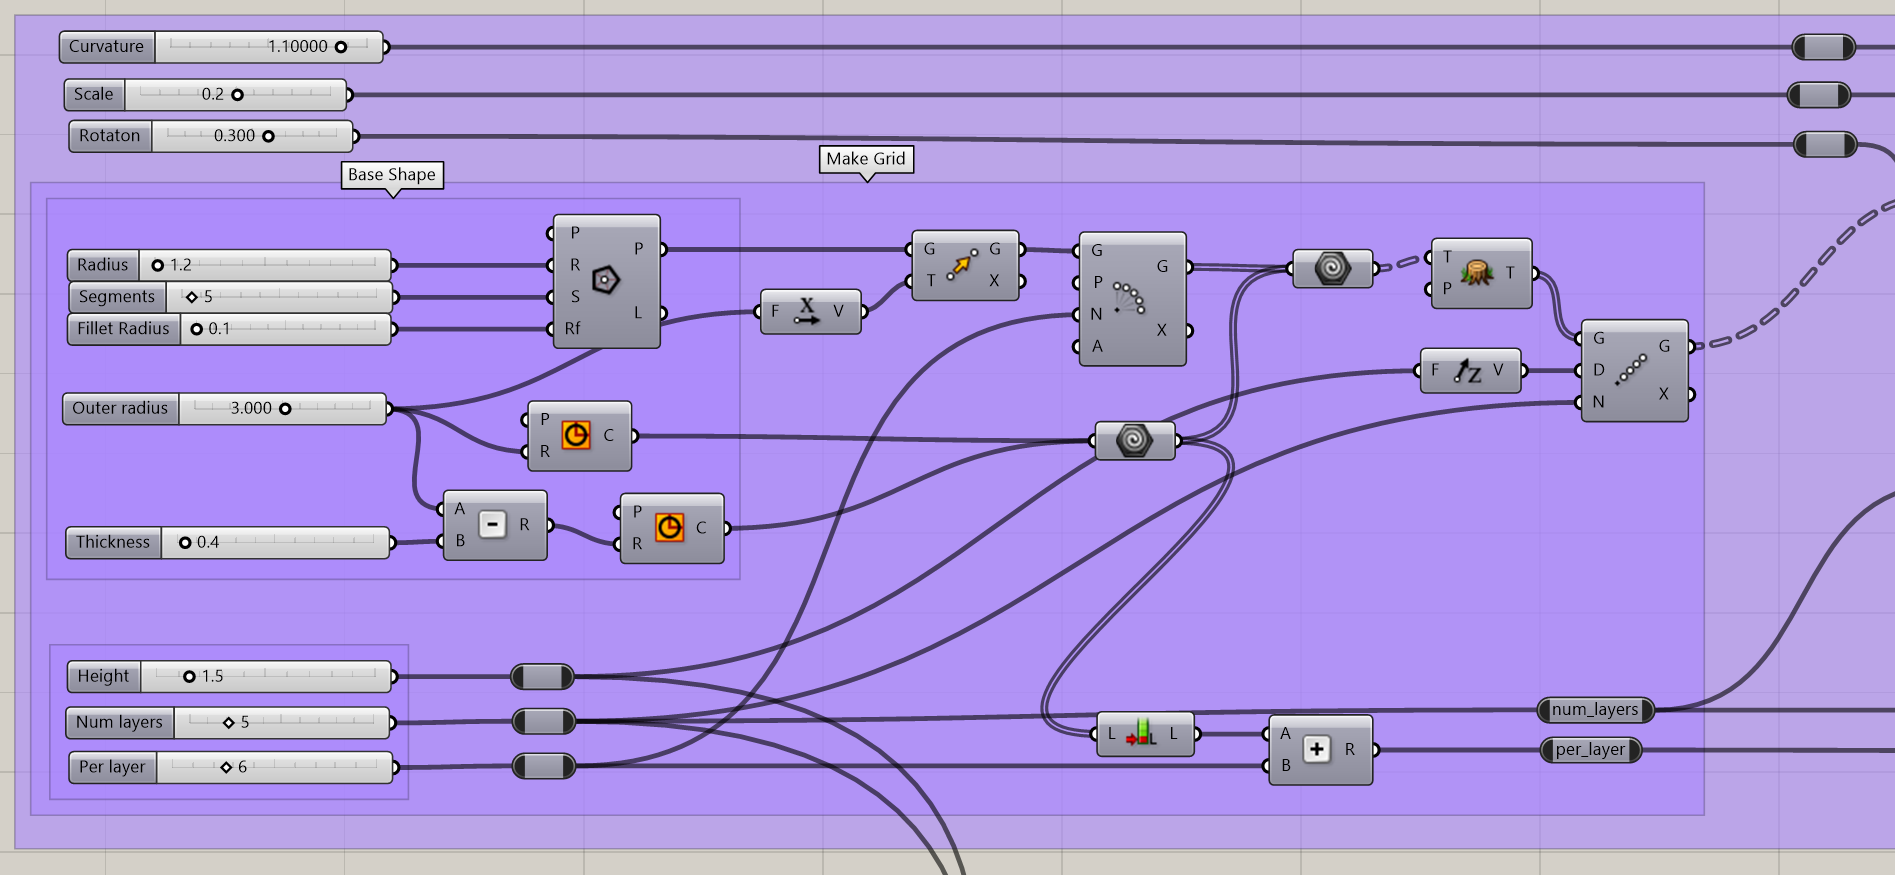 Curvature 1.10000
Scale 0.2
Rotaton 0.300
Base Shape
Make Grid
Radius 1.2
Segments 5
Fillet Radius 0.1
P R S Rf P L
F X V
G T G X
G P N A G X
T P T
F Z V
G D N G X
Outer radius 3.000
P R C
Thickness 0.4
A B - R
P R C
Height 1.5
Num layers 5
Per layer 6
L L L
A B + R
num_layers
per_layer